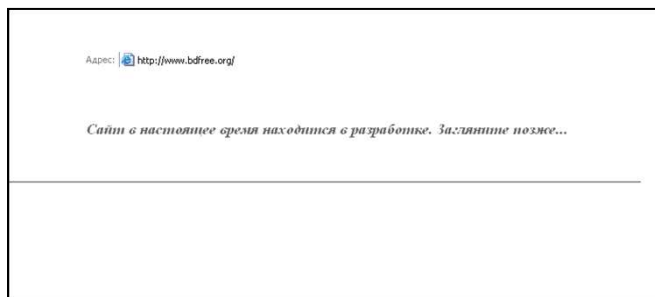 Адрес: http://www.bdfree.org/
Сайт в настоящее время находится в разработке. Загляните позже...